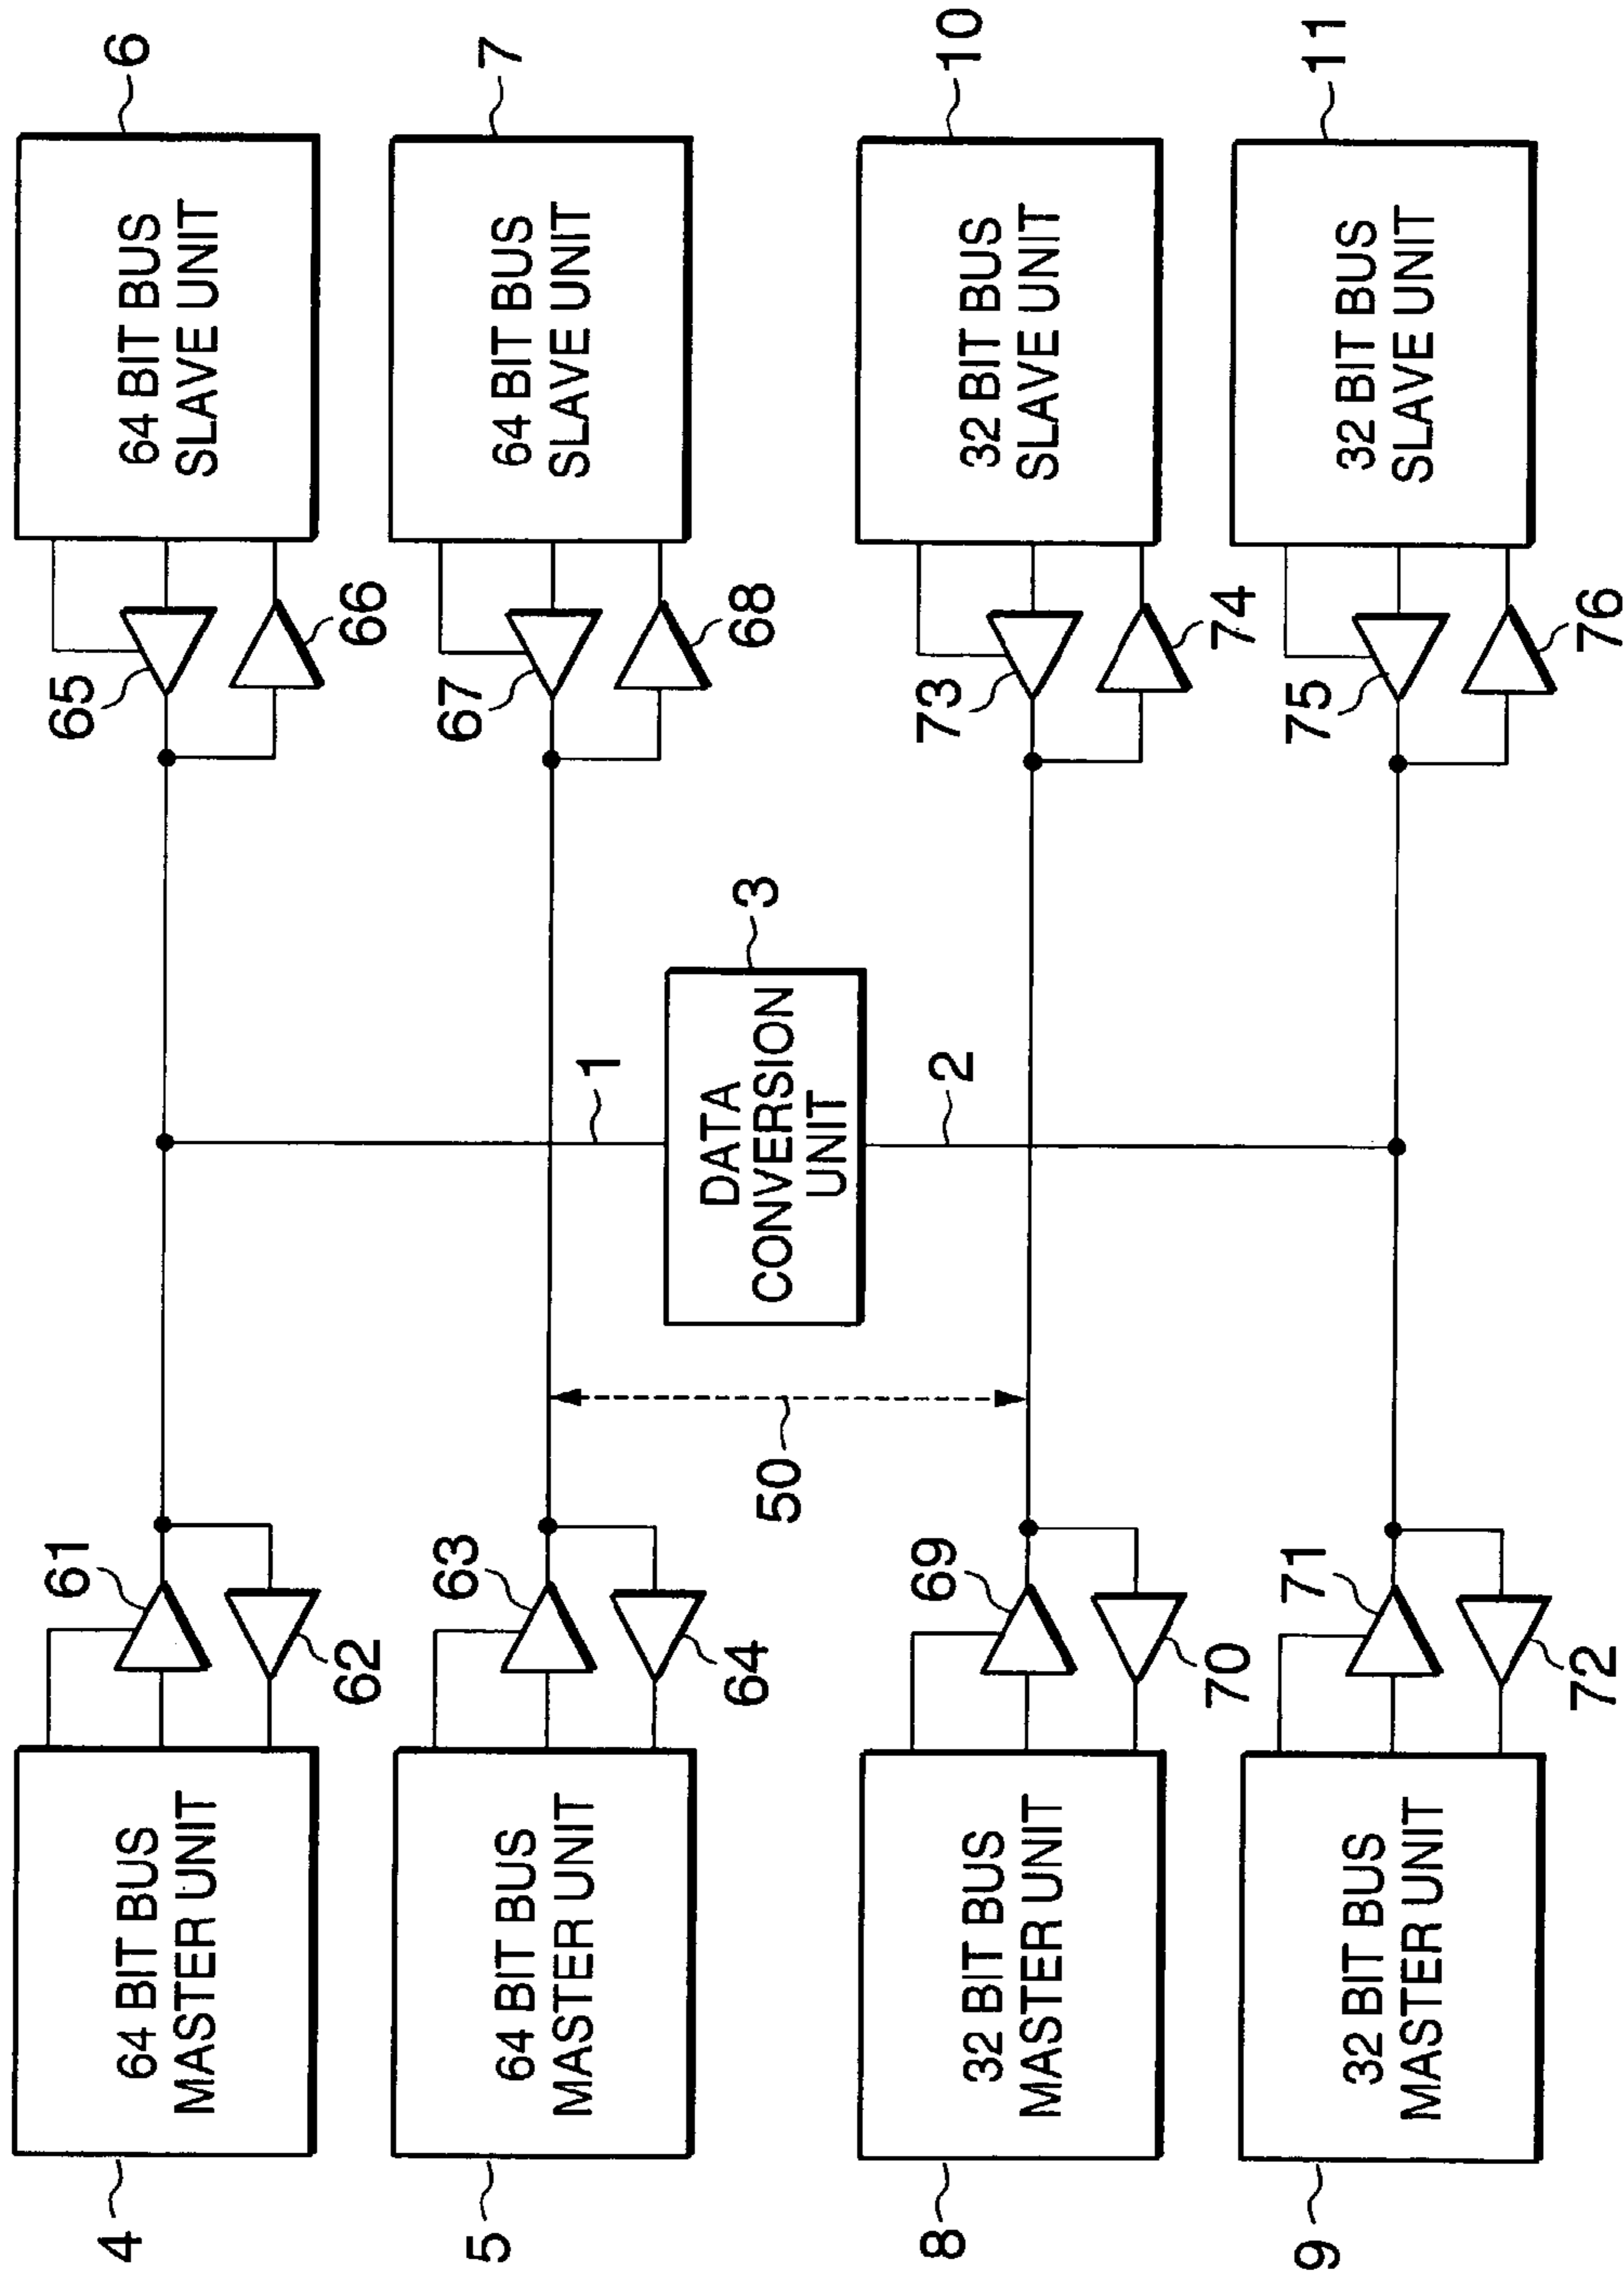 64 BIT BUS
MASTER UNIT
4
61
62
65
66
64 BIT BUS
SLAVE UNIT
6
64 BIT BUS
MASTER UNIT
5
63
64
1
67
68
64 BIT BUS
SLAVE UNIT
7
50
DATA
CONVERSION
UNIT
3
32 BIT BUS
MASTER UNIT
8
69
70
2
73
74
32 BIT BUS
SLAVE UNIT
10
32 BIT BUS
MASTER UNIT
9
71
72
75
76
32 BIT BUS
SLAVE UNIT
11